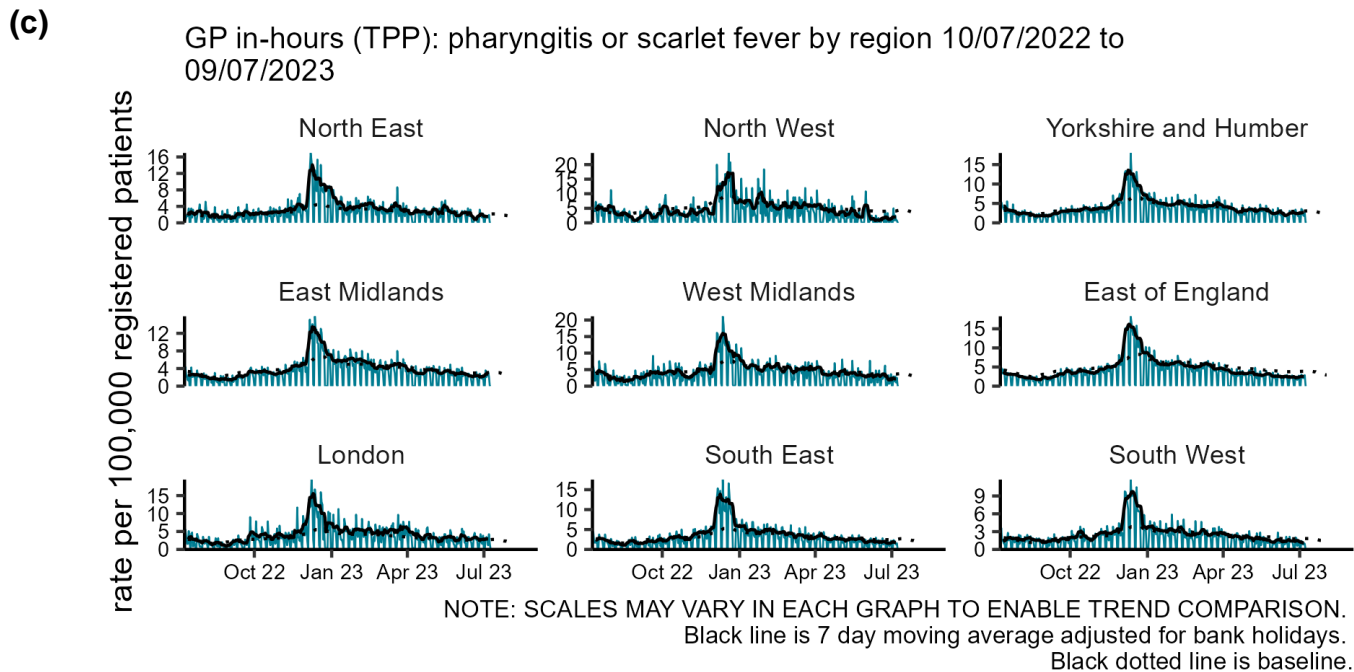 (c)
GP in-hours (TPP): pharyngitis or scarlet fever by region 10/07/2022 to
09/07/2023
rate per 100,000 registered patients
North East
16
12
8
4
0
North West
20
15
10
5
0
Yorkshire and Humber
15
10
5
0
East Midlands
12
8
4
0
West Midlands
20
15
10
5
0
East of England
15
10
5
0
London
15
10
5
0
Oct 22 Jan 23 Apr 23 Jul 23
South East
15
10
5
0
Oct 22 Jan 23 Apr 23 Jul 23
South West
9
6
3
0
Oct 22 Jan 23 Apr 23 Jul 23
NOTE: SCALES MAY VARY IN EACH GRAPH TO ENABLE TREND COMPARISON.
Black line is 7 day moving average adjusted for bank holidays.
Black dotted line is baseline.